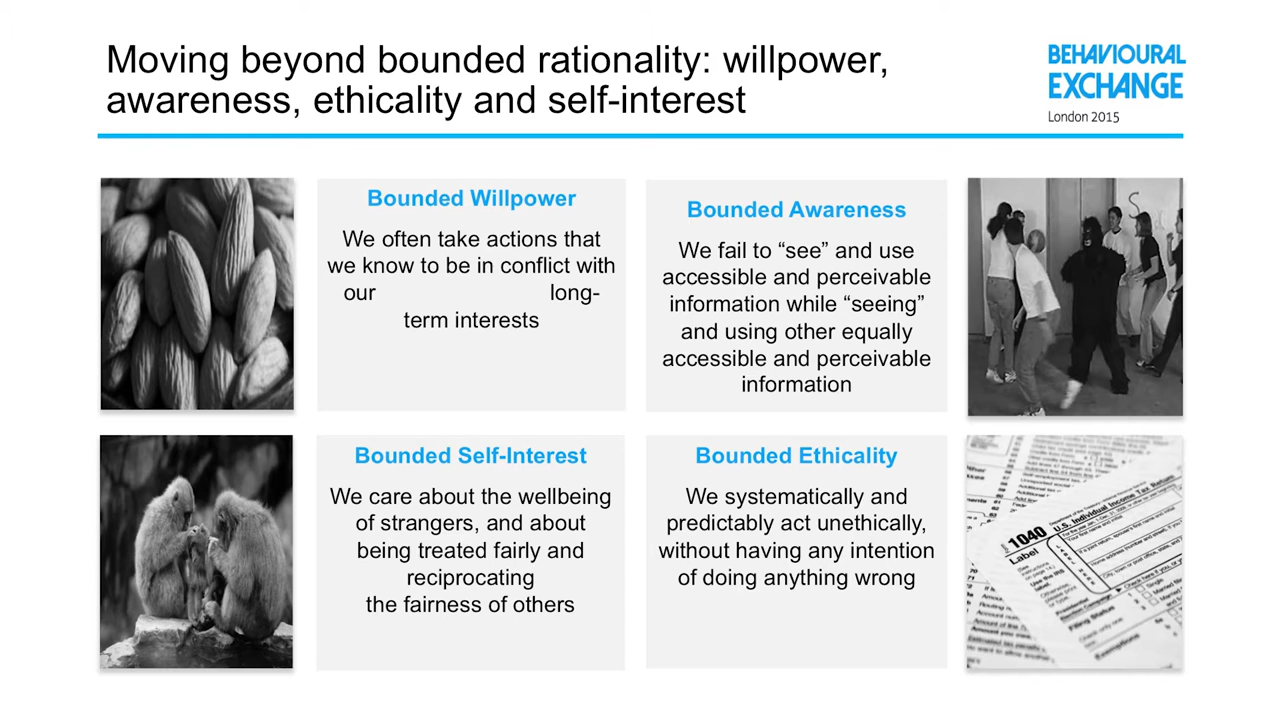 Moving beyond bounded rationality: willpower,
awareness, ethicality and self-interest
BEHAVIOURAL
EXCHANGE
London 2015
Bounded Willpower
We often take actions that
we know to be in conflict with
our long-
term interests
Bounded Awareness
We fail to “see” and use
accessible and perceivable
information while “seeing”
and using other equally
accessible and perceivable
information
S
Bounded Self-Interest
We care about the wellbeing
of strangers, and about
being treated fairly and
reciprocating
the fairness of others
Bounded Ethicality
We systematically and
predictably act unethically,
without having any intention
of doing anything wrong
1040
U.S. Individual Income Tax Return
Label
Filing Status
Exemptions